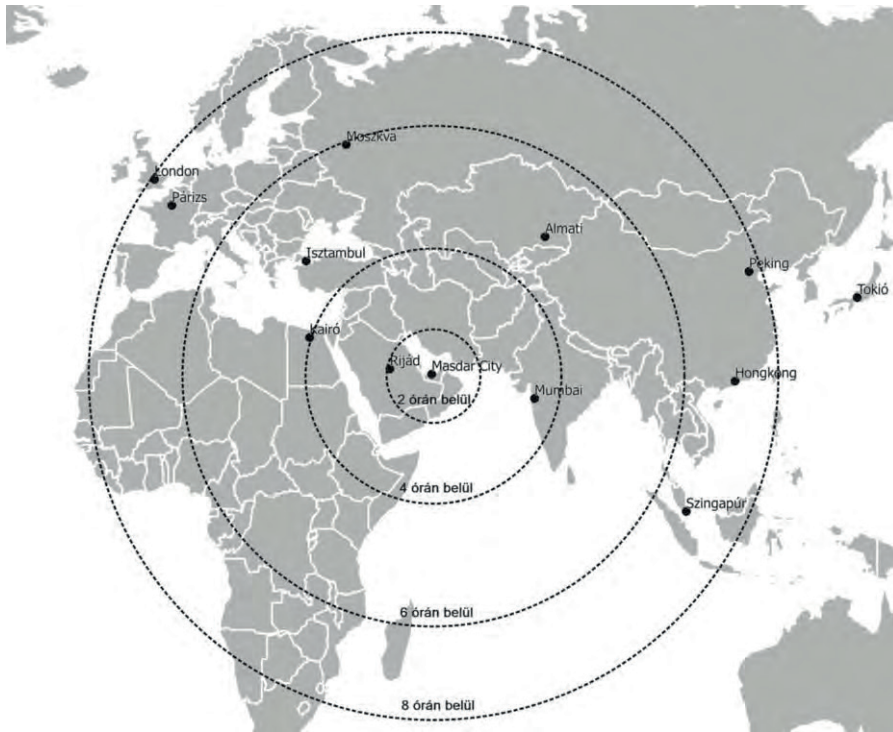 Moszkva
London
Párizs
Almati
Isztambul
Peking
Tokió
Kairó
Rijád
Masdar City
Hongkong
Mumbai
2 órán belül
4 órán belül
Szingapúr
6 órán belül
8 órán belül